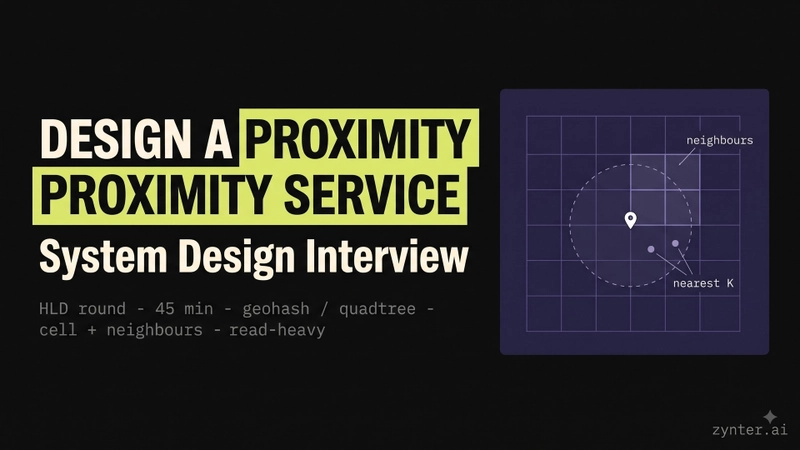 DESIGN A PROXIMITY
PROXIMITY SERVICE
System Design Interview
HLD round - 45 min - geohash / quadtree -
cell + neighbours - read-heavy
neighbours
nearest K
zynter.ai